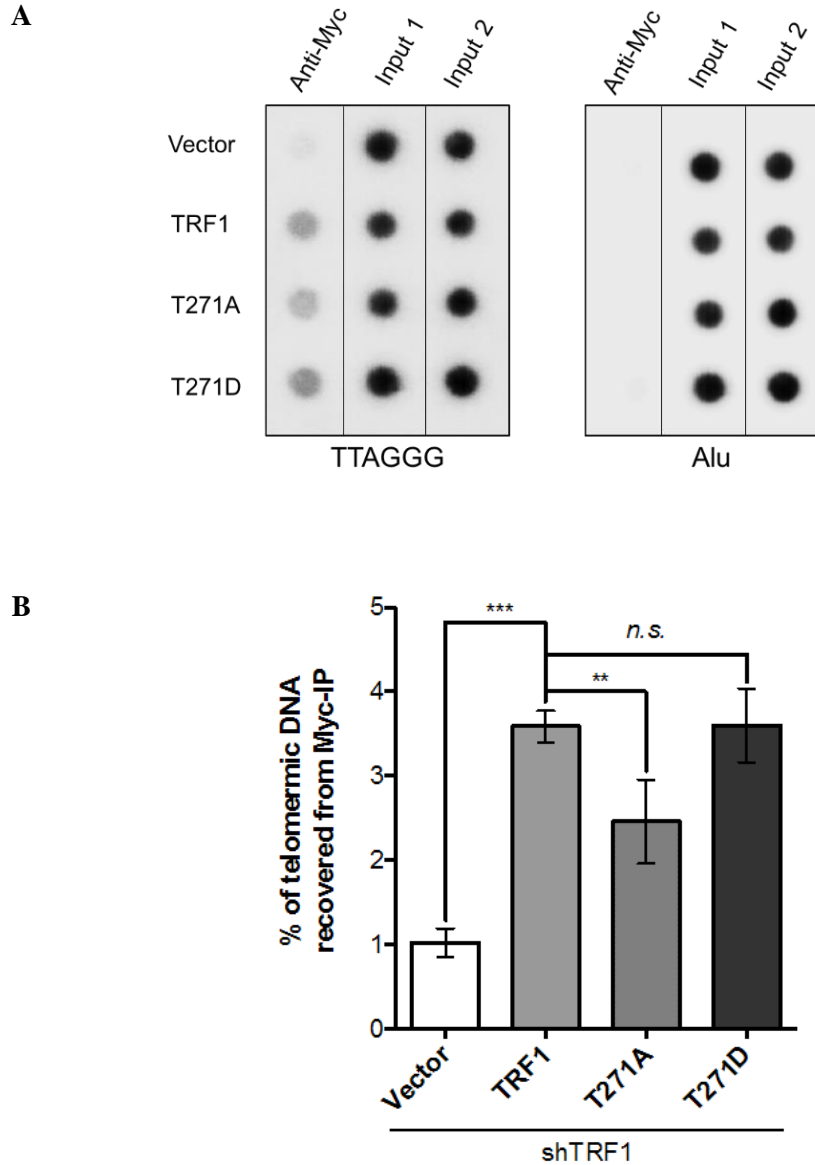 A
Anti-Myc Input 1 Input 2 Anti-Myc Input 1 Input 2
Vector
TRF1
T271A
T271D
TTAGGG Alu
B
% of telomermic DNA
recovered from Myc-IP
5
4
3
2
1
0
***
n.s.
**
Vector TRF1 T271A T271D
shTRF1